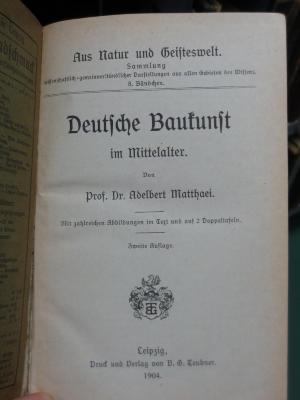 Aus Natur und Geisteswelt.
Sammlung
wissenschaftlich-gemeinverständlicher Darstellungen aus allen Gebieten des Wissens.
8. Bändchen.
Deutsche Baukunst
im Mittelalter.
Von
Prof. Dr. Adelbert Matthaei.
Mit zahlreichen Abbildungen im Text und auf 2 Doppeltafeln.
Zweite Auflage.
Leipzig,
Druck und Verlag von B. G. Teubner.
1904.